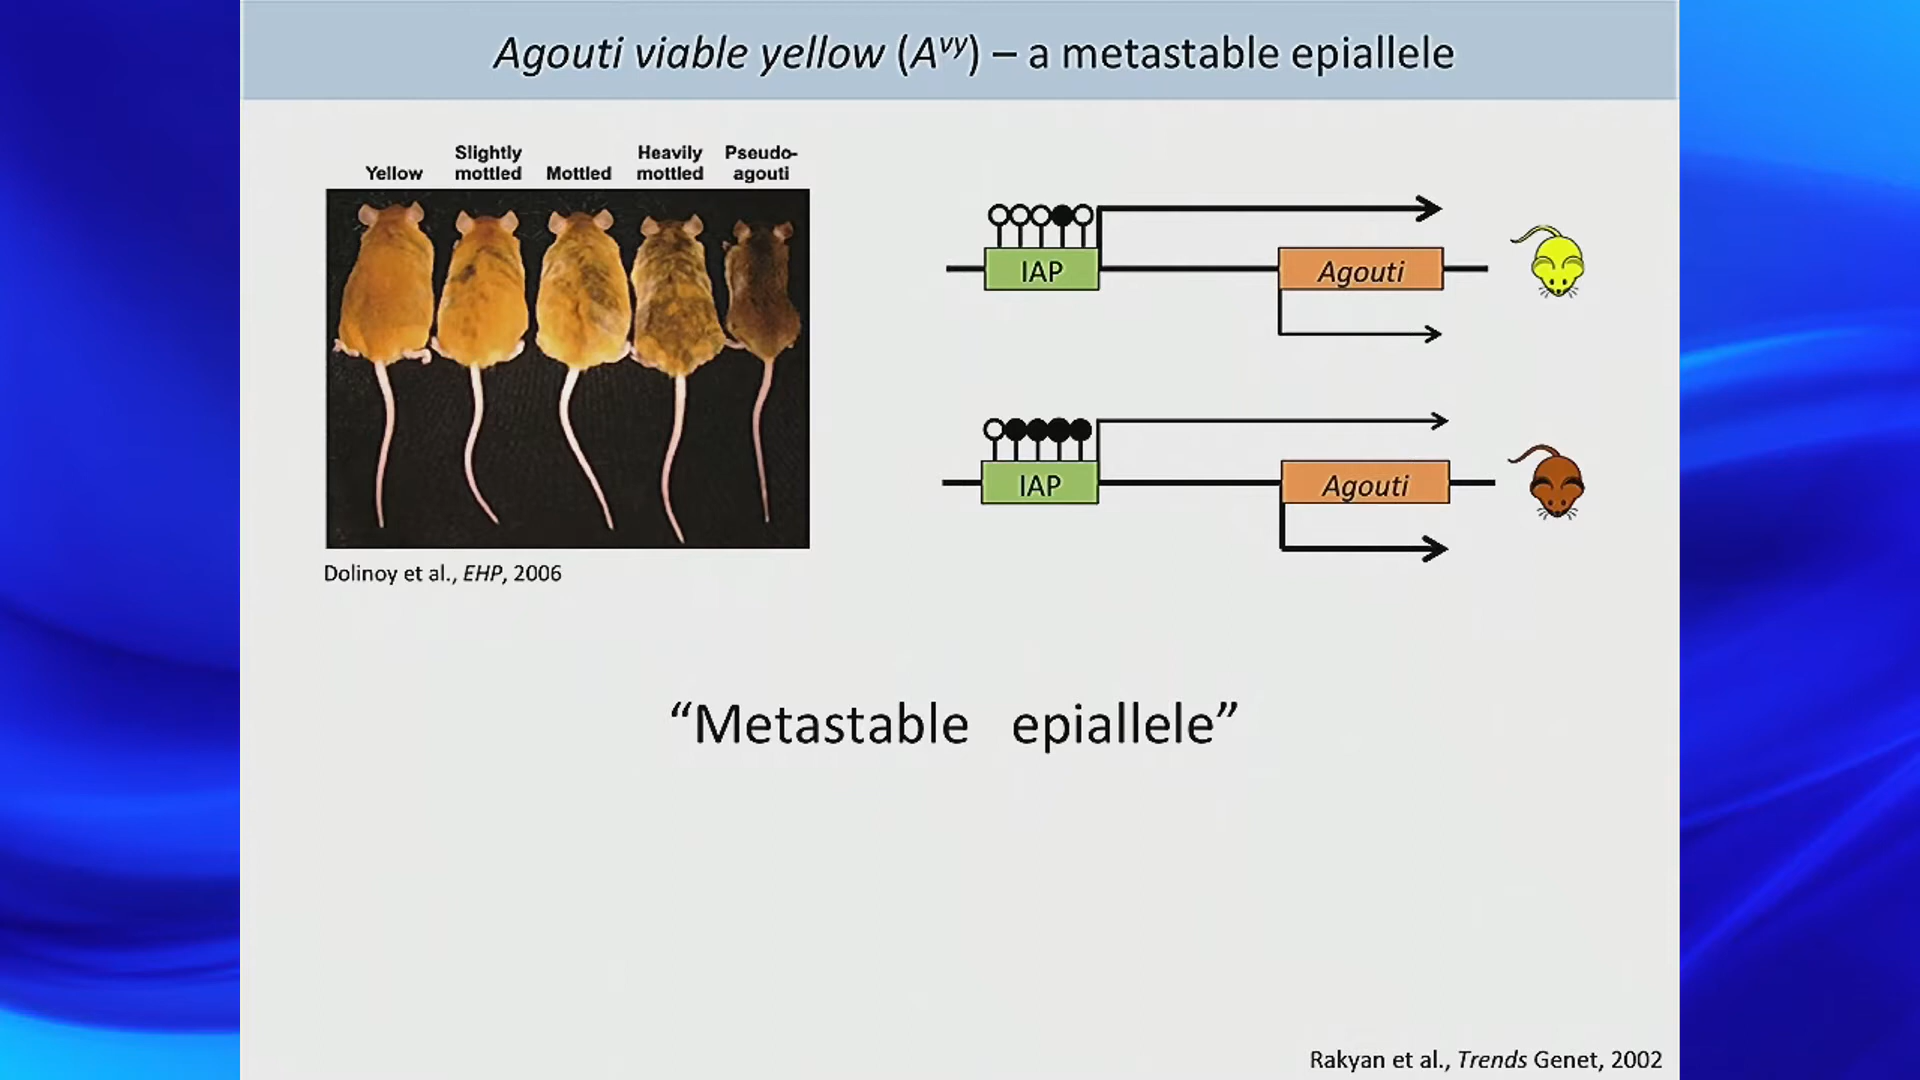 Agouti viable yellow (Avy) – a metastable epiallele
Yellow
Slightly
mottled
Mottled
Heavily
mottled
Pseudo-
agouti
Dolinoy et al., EHP, 2006
IAP
Agouti
IAP
Agouti
“Metastable epiallele”
Rakyan et al., Trends Genet, 2002